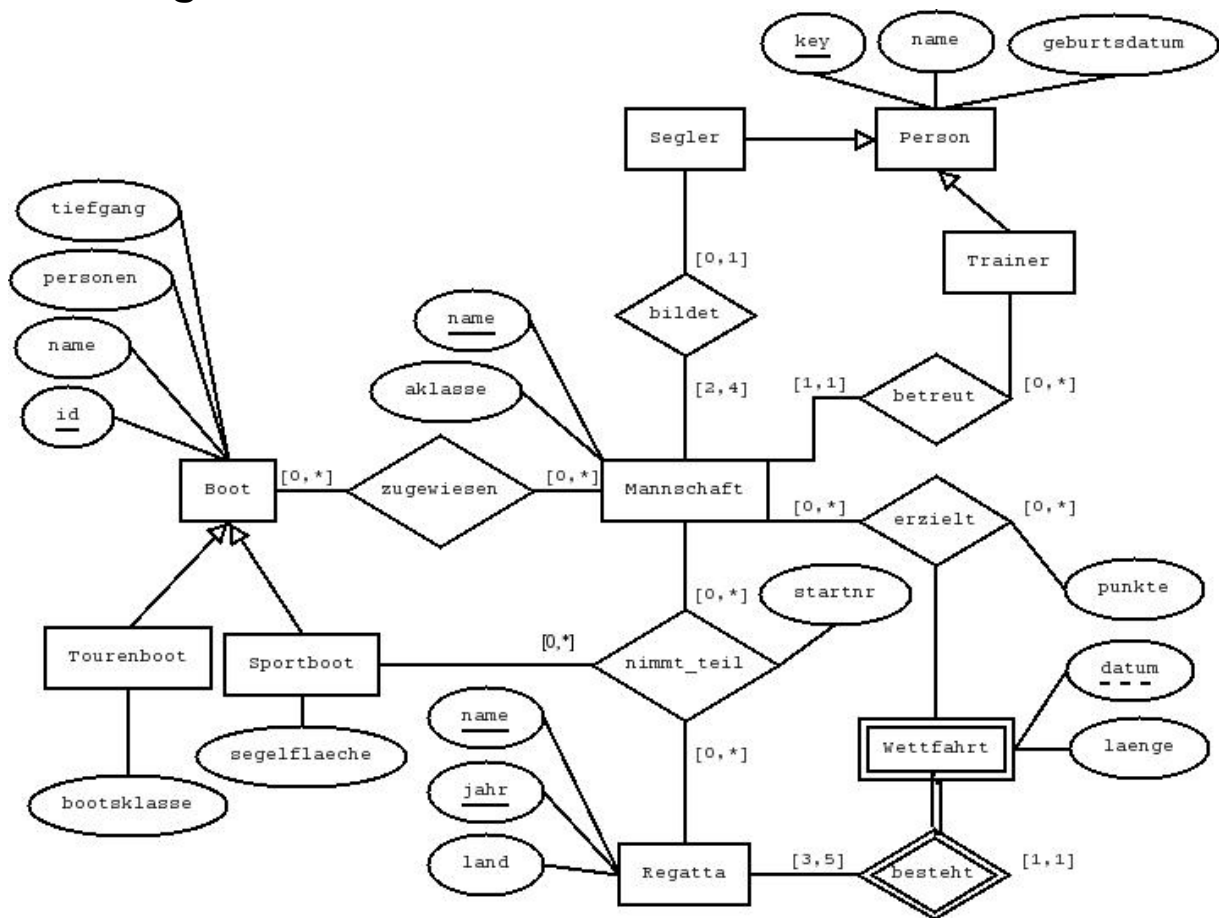 key
name
geburtsdatum
Segler
Person
tiefgang
Trainer
[0,1]
personen
bildet
name
name
[2,4]
[1,1]
[0,*]
aklasse
betreut
id
[0,*]
[0,*]
Boot
zugewiesen
Mannschaft
[0,*]
[0,*]
erzielt
punkte
startnr
[0,*]
[0,*]
Tourenboot
Sportboot
nimmt_teil
datum
name
segelflaeche
Wettfahrt
laenge
[0,*]
jahr
bootsklasse
land
Regatta
[3,5]
besteht
[1,1]